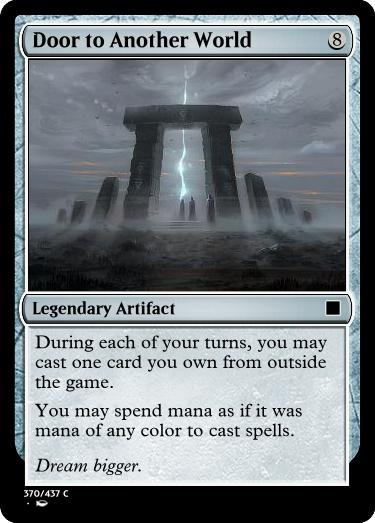 Door to Another World 8
Legendary Artifact
During each of your turns, you may
cast one card you own from outside
the game.
You may spend mana as if it was
mana of any color to cast spells.
Dream bigger.
370/437 C